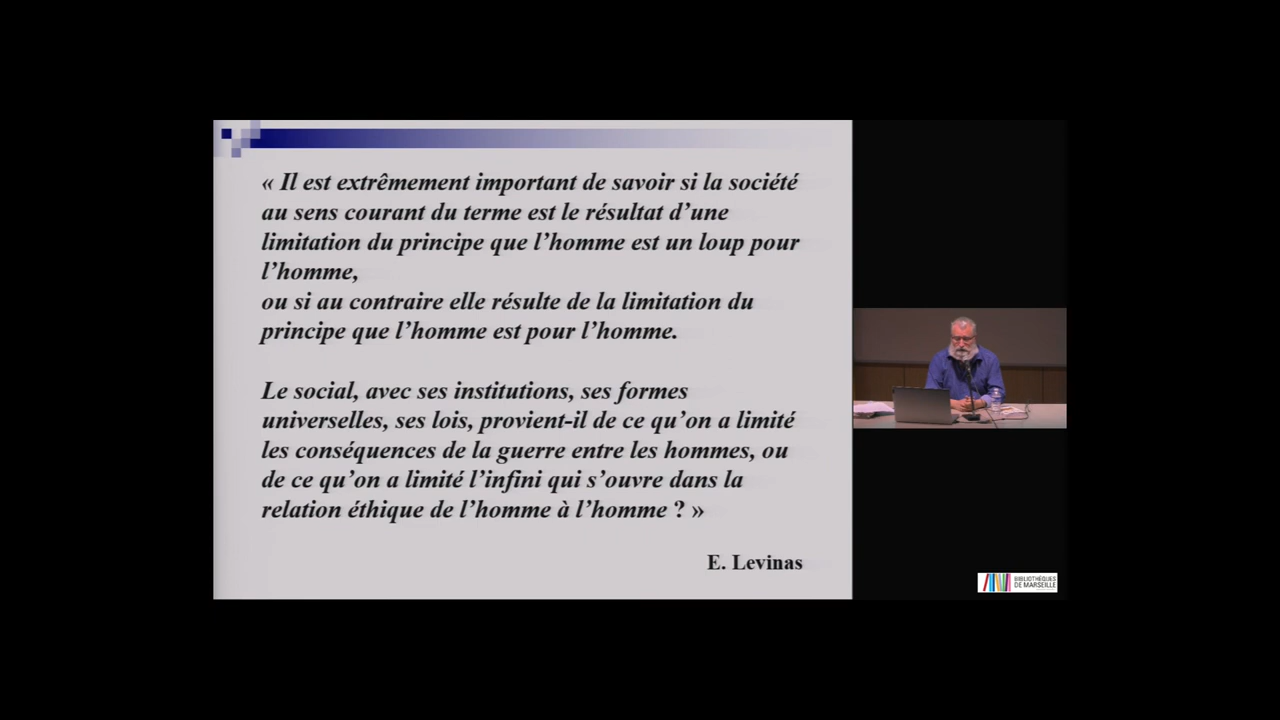 « Il est extrêmement important de savoir si la société
au sens courant du terme est le résultat d’une
limitation du principe que l’homme est un loup pour
l’homme,
ou si au contraire elle résulte de la limitation du
principe que l’homme est pour l’homme.
Le social, avec ses institutions, ses formes
universelles, ses lois, provient-il de ce qu’on a limité
les conséquences de la guerre entre les hommes, ou
de ce qu’on a limité l’infini qui s’ouvre dans la
relation éthique de l’homme à l’homme ? »
E. Levinas
BIBLIOTHÈQUES
DE MARSEILLE